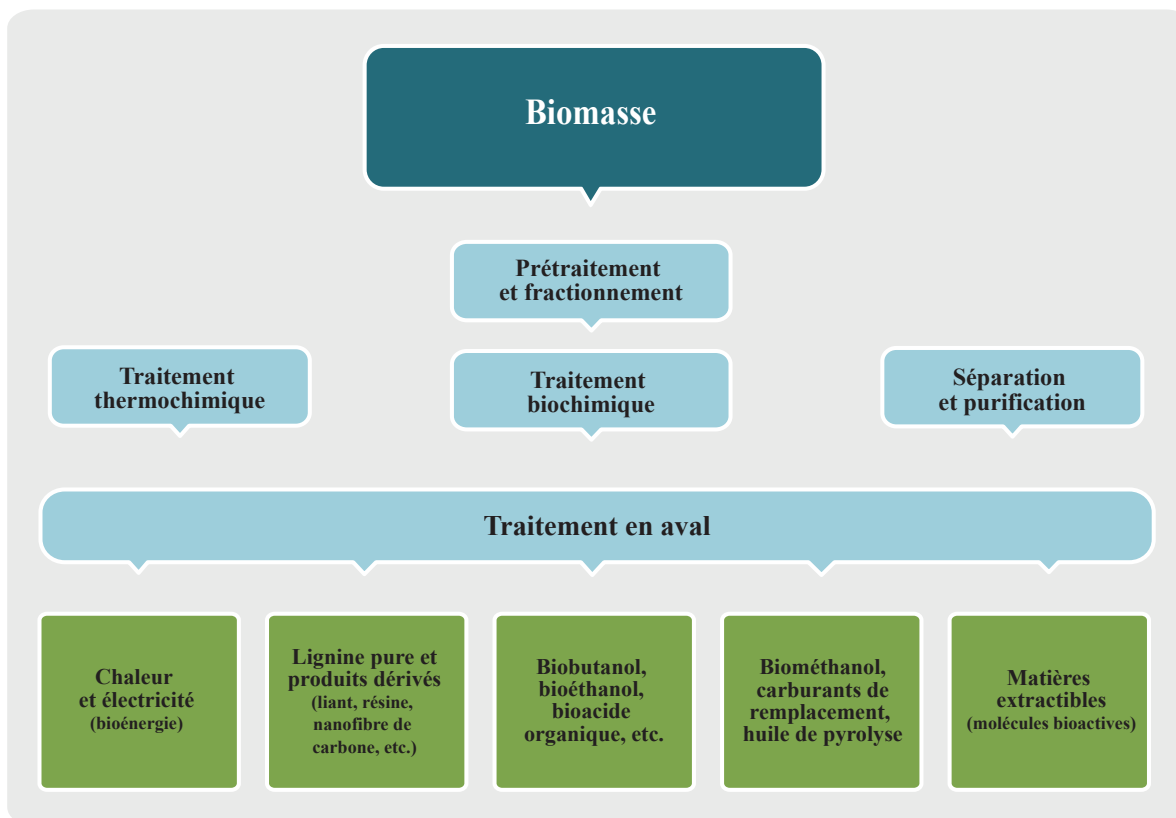 Biomasse
Prétraitement
et fractionnement
Traitement
thermochimique
Traitement
biochimique
Séparation
et purification
Traitement en aval
Chaleur
et électricité
(bioénergie)
Lignine pure et
produits dérivés
(liant, résine,
nanofibre de
carbone, etc.)
Biobutanol,
bioéthanol,
bioacide
organique, etc.
Biométhanol,
carburants de
remplacement,
huile de pyrolyse
Matières
extractibles
(molécules bioactives)